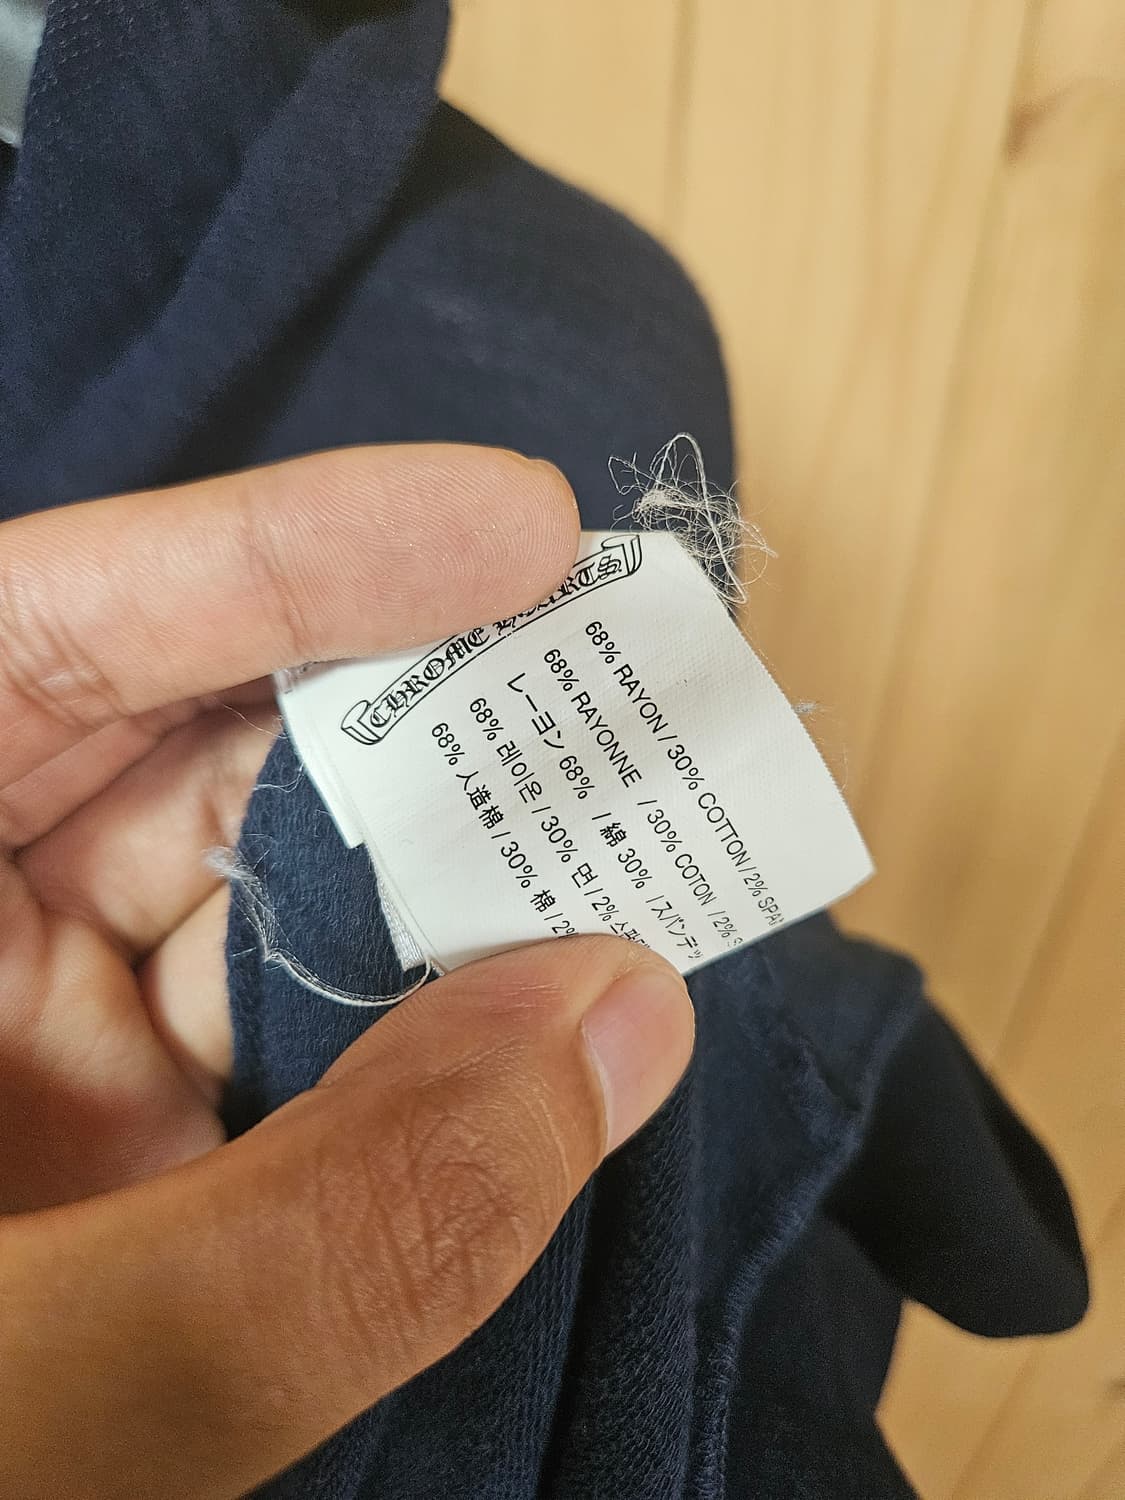 CHROME HEARTS
68% RAYON / 30% COTTON / 2% SPA
68% RAYONNE / 30% COTON / 2% S
レーヨン 68% / 綿 30% / スパンデッ
68% 레이온 / 30% 면 / 2% 스판
68% 人造棉 / 30% 棉 / 2%